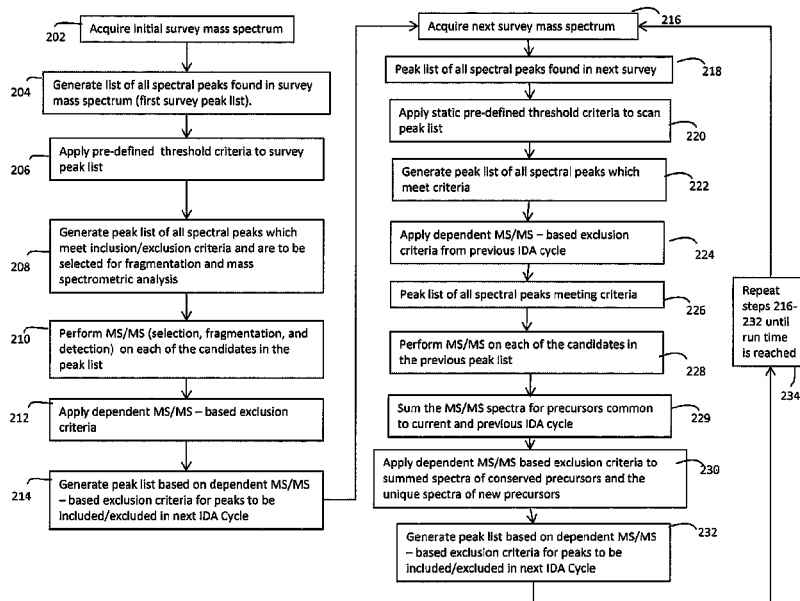 202
Acquire initial survey mass spectrum
204
Generate list of all spectral peaks found in survey
mass spectrum (first survey peak list).
206
Apply pre-defined threshold criteria to survey
peak list
208
Generate peak list of all spectral peaks which
meet inclusion/exclusion criteria and are to be
selected for fragmentation and mass
spectrometric analysis
210
Perform MS/MS (selection, fragmentation, and
detection) on each of the candidates in the
peak list
212
Apply dependent MS/MS – based exclusion
criteria
214
Generate peak list based on dependent MS/MS
– based exclusion criteria for peaks to be
included/excluded in next IDA Cycle
Acquire next survey mass spectrum
216
Peak list of all spectral peaks found in next survey
218
Apply static pre-defined threshold criteria to scan
peak list
220
Generate peak list of all spectral peaks which
meet criteria
222
Apply dependent MS/MS – based exclusion
criteria from previous IDA cycle
224
Peak list of all spectral peaks meeting criteria
226
Perform MS/MS on each of the candidates in
the previous peak list
228
Sum the MS/MS spectra for precursors common
to current and previous IDA cycle
229
Apply dependent MS/MS based exclusion criteria to
summed spectra of conserved precursors and the
unique spectra of new precursors
230
Generate peak list based on dependent MS/MS
– based exclusion criteria for peaks to be
included/excluded in next IDA Cycle
232
Repeat
steps 216-
232 until
run time
is reached
234